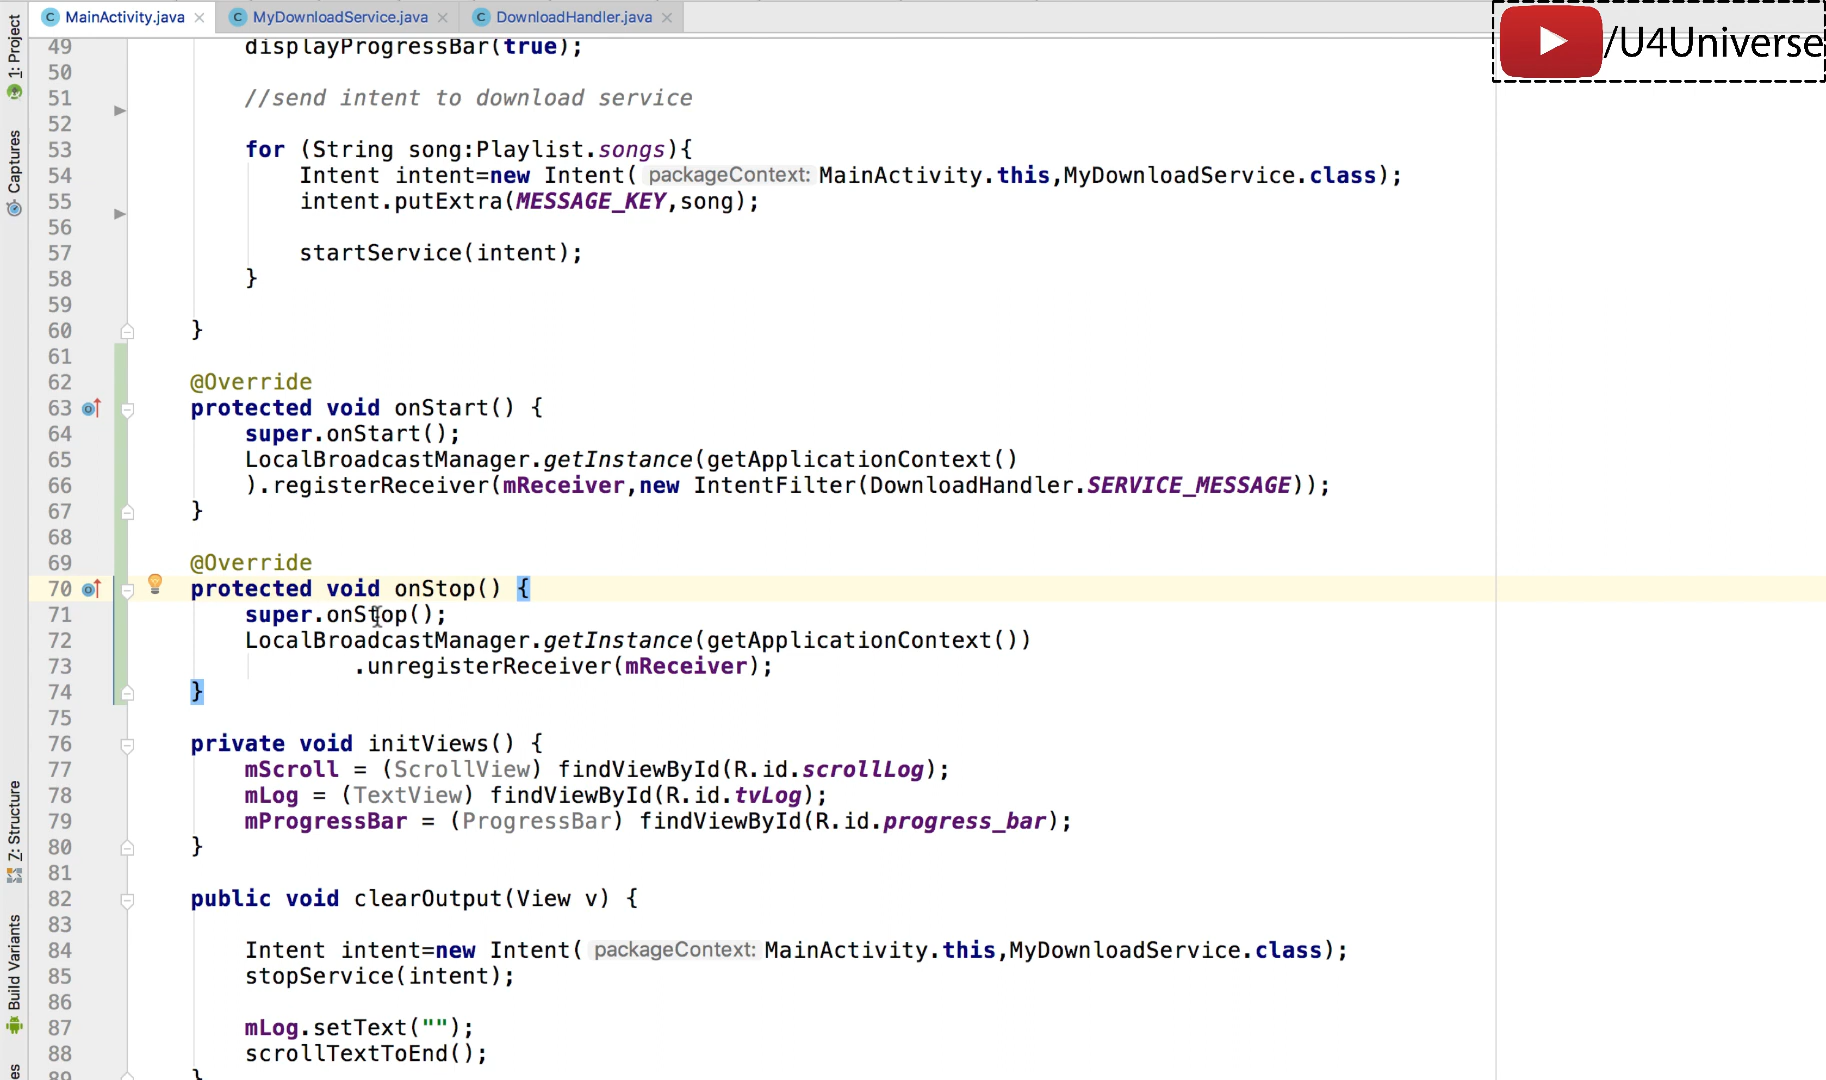 MainActivity.java
MyDownloadService.java
DownloadHandler.java
/U4Universe
1: Project
Captures
Z: Structure
Build Variants
es
49 displayProgressBar(true);
50
51 //send intent to download service
52
53 for (String song:Playlist.songs){
54 Intent intent=new Intent( packageContext: MainActivity.this,MyDownloadService.class);
55 intent.putExtra(MESSAGE_KEY,song);
56
57 startService(intent);
58 }
59
60 }
61
62 @Override
63 protected void onStart() {
64 super.onStart();
65 LocalBroadcastManager.getInstance(getApplicationContext()
66 ).registerReceiver(mReceiver,new IntentFilter(DownloadHandler.SERVICE_MESSAGE));
67 }
68
69 @Override
70 protected void onStop() {
71 super.onStop();
72 LocalBroadcastManager.getInstance(getApplicationContext())
73 .unregisterReceiver(mReceiver);
74 }
75
76 private void initViews() {
77 mScroll = (ScrollView) findViewById(R.id.scrollLog);
78 mLog = (TextView) findViewById(R.id.tvLog);
79 mProgressBar = (ProgressBar) findViewById(R.id.progress_bar);
80 }
81
82 public void clearOutput(View v) {
83
84 Intent intent=new Intent( packageContext: MainActivity.this,MyDownloadService.class);
85 stopService(intent);
86
87 mLog.setText("");
88 scrollTextToEnd();
89 }